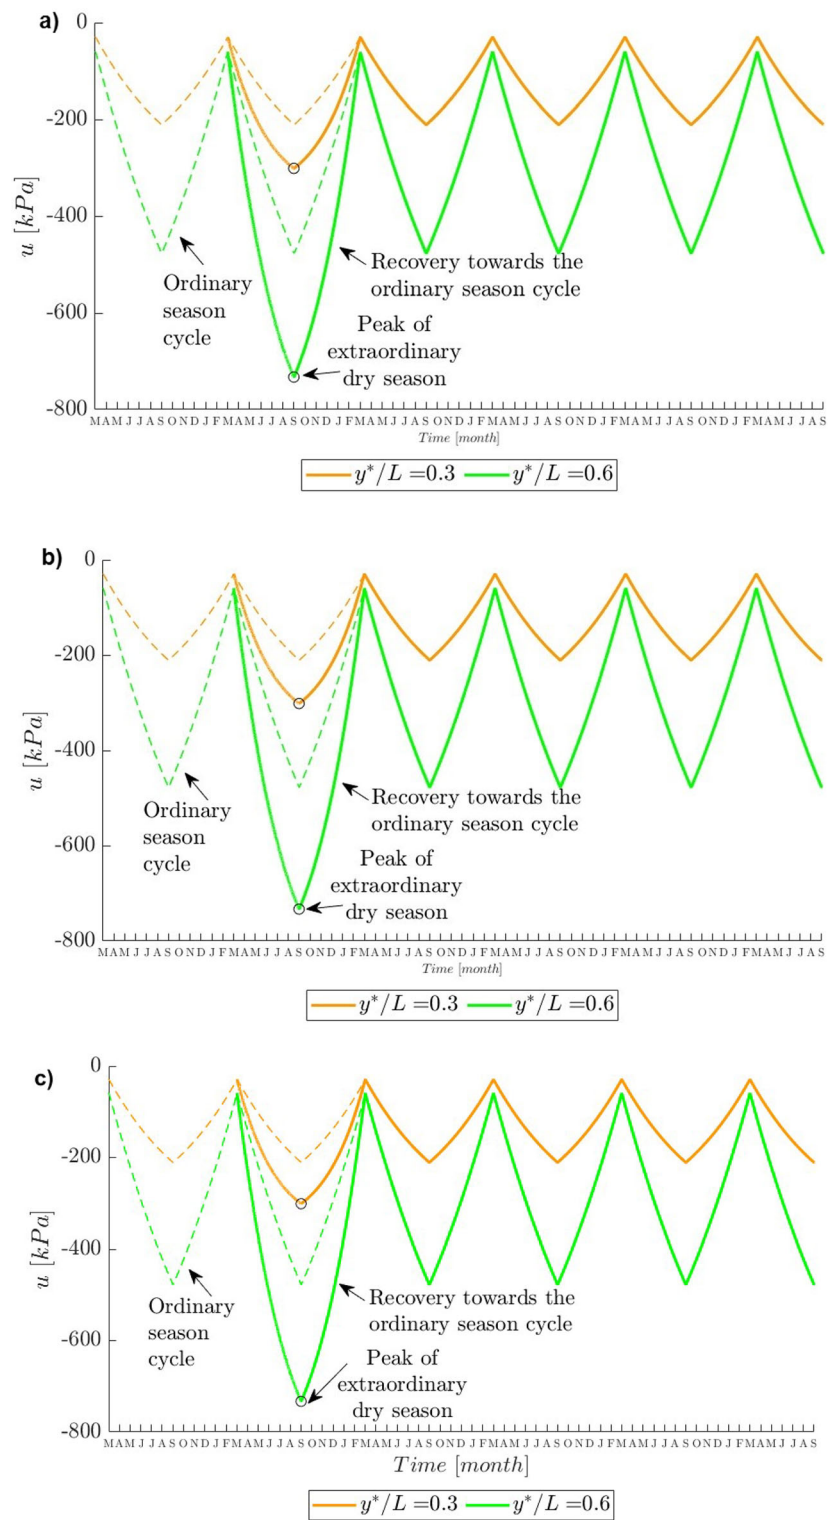 a)
0
-200
-400
-600
-800
u [kPa]
Ordinary
season
cycle
Recovery towards the
ordinary season cycle
Peak of
extraordinary
dry season
M A M J J A S O N D J F M A M J J A S O N D J F M A M J J A S O N D J F M A M J J A S O N D J F M A M J J A S O N D J F M A M J J A S
Time [month]
y*/L =0.3 y*/L =0.6
b)
0
-200
-400
-600
-800
u [kPa]
Ordinary
season
cycle
Recovery towards the
ordinary season cycle
Peak of
extraordinary
dry season
M A M J J A S O N D J F M A M J J A S O N D J F M A M J J A S O N D J F M A M J J A S O N D J F M A M J J A S O N D J F M A M J J A S
Time [month]
y*/L =0.3 y*/L =0.6
c)
0
-200
-400
-600
-800
u [kPa]
Ordinary
season
cycle
Recovery towards the
ordinary season cycle
Peak of
extraordinary
dry season
M A M J J A S O N D J F M A M J J A S O N D J F M A M J J A S O N D J F M A M J J A S O N D J F M A M J J A S O N D J F M A M J J A S
Time [month]
y*/L =0.3 y*/L =0.6